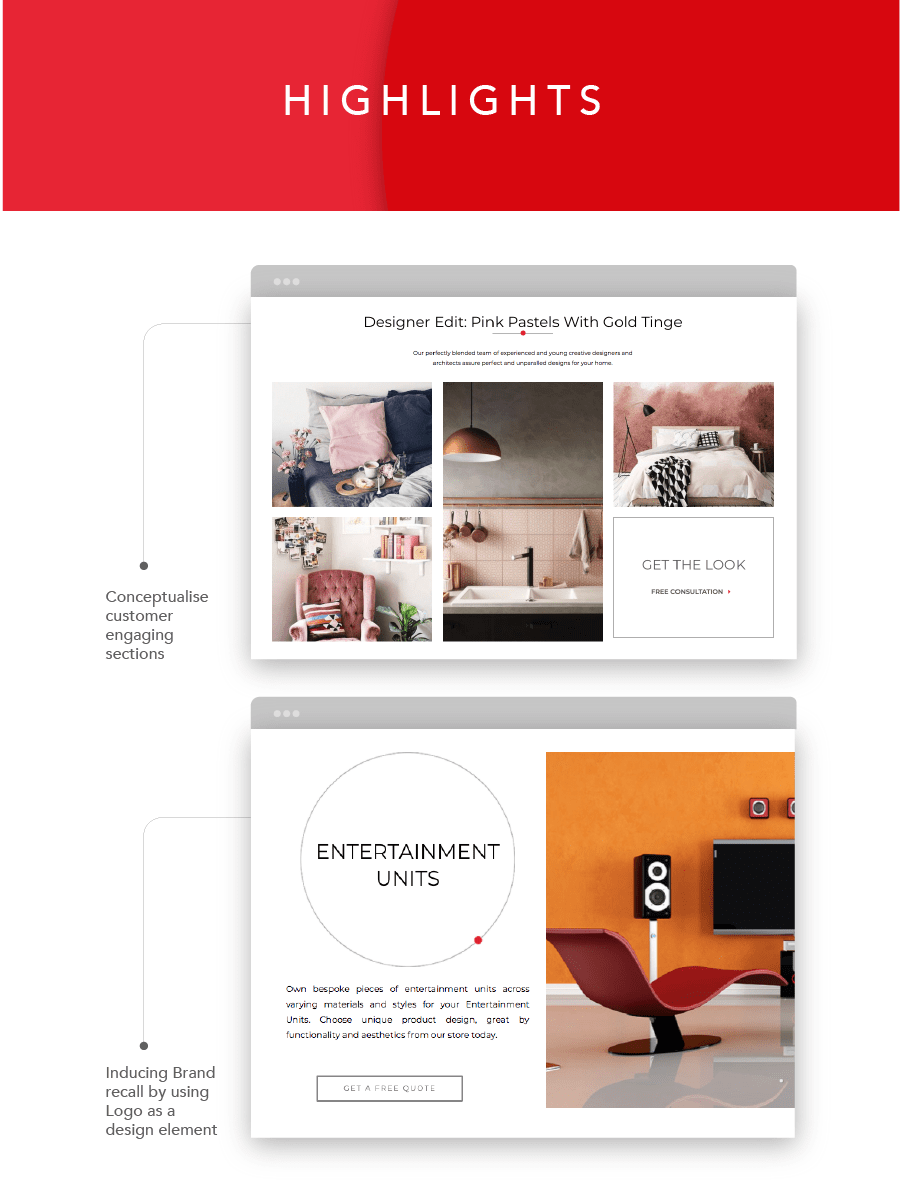 HIGHLIGHTS
Designer Edit: Pink Pastels With Gold Tinge
Our perfectly blended team of experienced and young creative designers and
architects assure perfect and unparalled designs for your home.
GET THE LOOK
FREE CONSULTATION
Conceptualise
customer
engaging
sections
ENTERTAINMENT
UNITS
Own bespoke pieces of entertainment units across
varying materials and styles for your Entertainment
Units. Choose unique product design, great by
functionality and aesthetics from our store today.
GET A FREE QUOTE
Inducing Brand
recall by using
Logo as a
design element